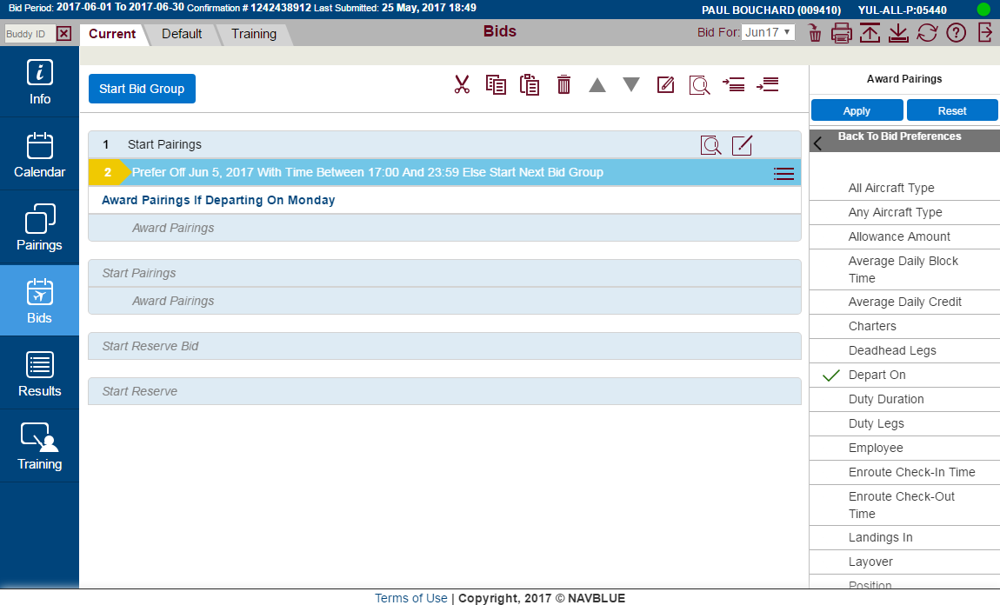 Bid Period: 2017-06-01 To 2017-06-30 Confirmation # 1242438912 Last Submitted: 25 May, 2017 18:49
PAUL BOUCHARD (009410) YUL-ALL-P:05440
Buddy ID
Current
Default
Training
Bids
Bid For: Jun17
Info
Calendar
Pairings
Bids
Results
Training
Start Bid Group
1 Start Pairings
2 Prefer Off Jun 5, 2017 With Time Between 17:00 And 23:59 Else Start Next Bid Group
Award Pairings If Departing On Monday
Award Pairings
Start Pairings
Award Pairings
Start Reserve Bid
Start Reserve
Award Pairings
Apply
Reset
Back To Bid Preferences
All Aircraft Type
Any Aircraft Type
Allowance Amount
Average Daily Block
Time
Average Daily Credit
Charters
Deadhead Legs
Depart On
Duty Duration
Duty Legs
Employee
Enroute Check-In Time
Enroute Check-Out
Time
Landings In
Layover
Position
Terms of Use | Copyright, 2017 © NAVBLUE